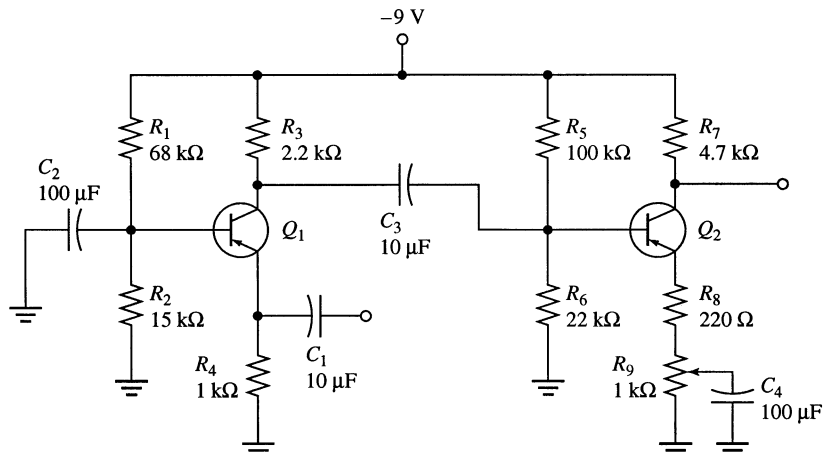 −9 V
R1
68 kΩ
R3
2.2 kΩ
R5
100 kΩ
R7
4.7 kΩ
C2
100 μF
Q1
C3
10 μF
Q2
R2
15 kΩ
R6
22 kΩ
R8
220 Ω
C1
10 μF
R4
1 kΩ
R9
1 kΩ
C4
100 μF